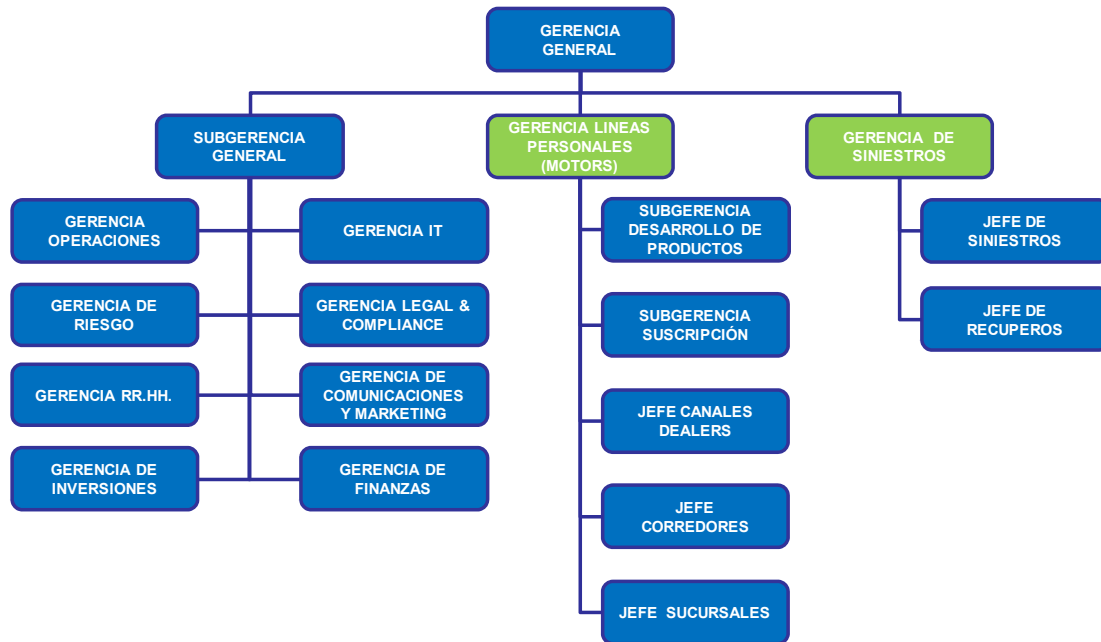 GERENCIA
GENERAL
SUBGERENCIA
GENERAL
GERENCIA LINEAS
PERSONALES
(MOTORS)
GERENCIA DE
SINIESTROS
GERENCIA
OPERACIONES
GERENCIA IT
GERENCIA DE
RIESGO
GERENCIA LEGAL &
COMPLIANCE
GERENCIA RR.HH.
GERENCIA DE
COMUNICACIONES
Y MARKETING
GERENCIA DE
INVERSIONES
GERENCIA DE
FINANZAS
SUBGERENCIA
DESARROLLO DE
PRODUCTOS
SUBGERENCIA
SUSCRIPCIÓN
JEFE CANALES
DEALERS
JEFE
CORREDORES
JEFE SUCURSALES
JEFE DE
SINIESTROS
JEFE DE
RECUPEROS